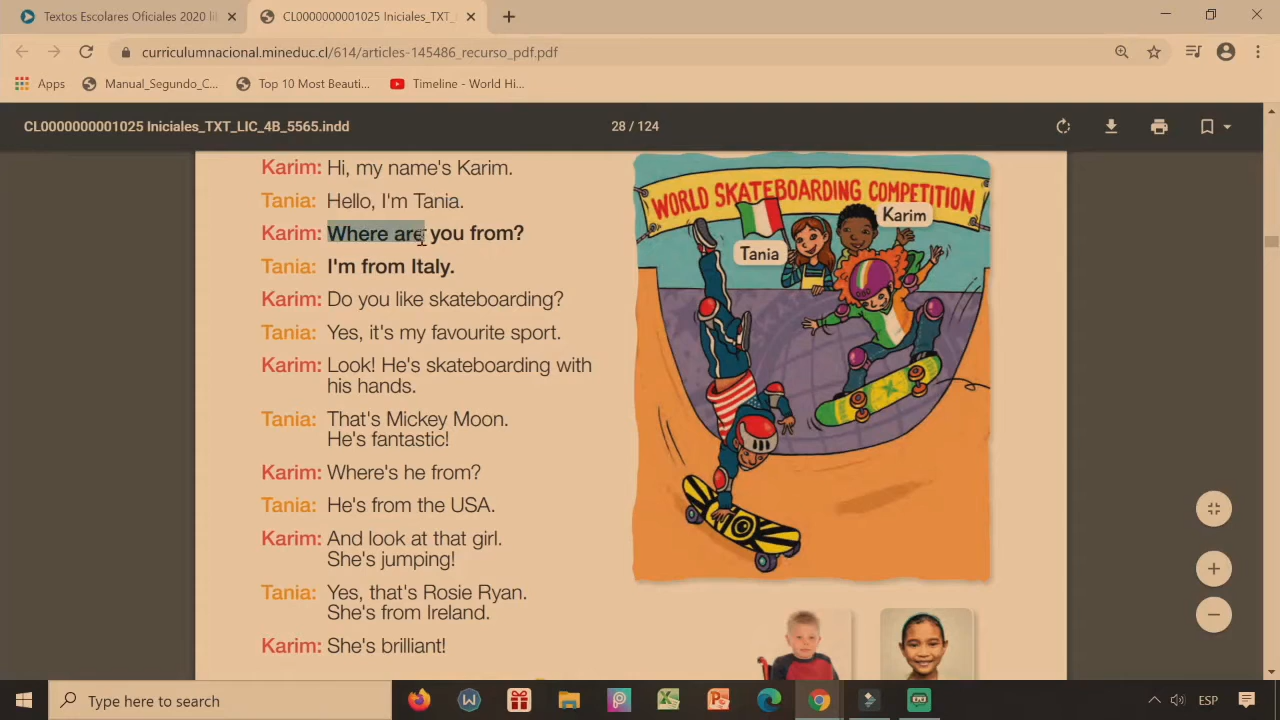 Textos Escolares Oficiales 2020 li
CL0000000001025 Iniciales_TXT_
curriculumnacional.mineduc.cl/614/articles-145486_recurso_pdf.pdf
Apps
Manual_Segundo_C...
Top 10 Most Beauti...
Timeline - World Hi...
CL0000000001025 Iniciales_TXT_LIC_4B_5565.indd
28 / 124
Karim: Hi, my name's Karim.
Tania: Hello, I'm Tania.
Karim: Where are you from?
Tania: I'm from Italy.
Karim: Do you like skateboarding?
Tania: Yes, it's my favourite sport.
Karim: Look! He's skateboarding with
his hands.
Tania: That's Mickey Moon.
He's fantastic!
Karim: Where's he from?
Tania: He's from the USA.
Karim: And look at that girl.
She's jumping!
Tania: Yes, that's Rosie Ryan.
She's from Ireland.
Karim: She's brilliant!
WORLD SKATEBOARDING COMPETITION
Karim
Tania
Type here to search
ESP